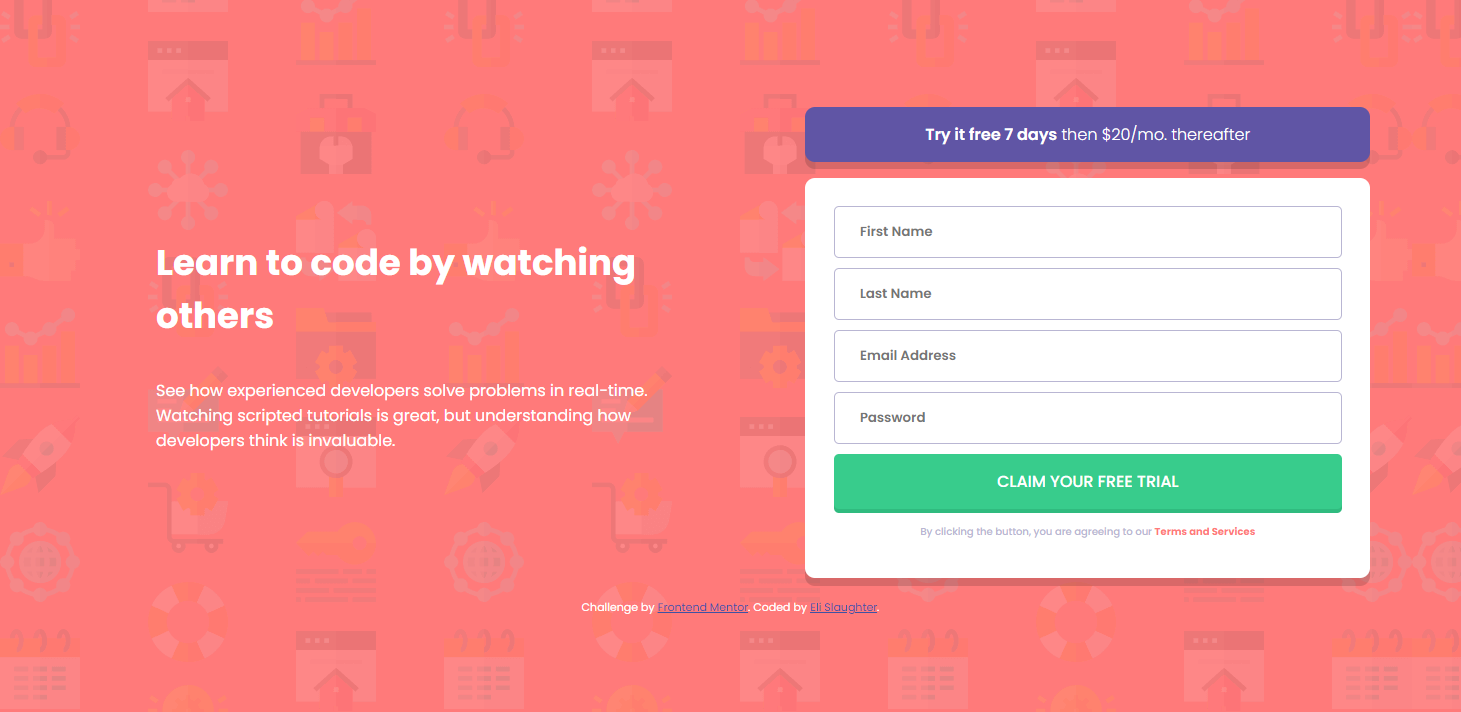 Try it free 7 days then $20/mo. thereafter
Learn to code by watching
others
See how experienced developers solve problems in real-time.
Watching scripted tutorials is great, but understanding how
developers think is invaluable.
First Name
Last Name
Email Address
Password
CLAIM YOUR FREE TRIAL
By clicking the button, you are agreeing to our Terms and Services
Challenge by Frontend Mentor. Coded by Eli Slaughter.